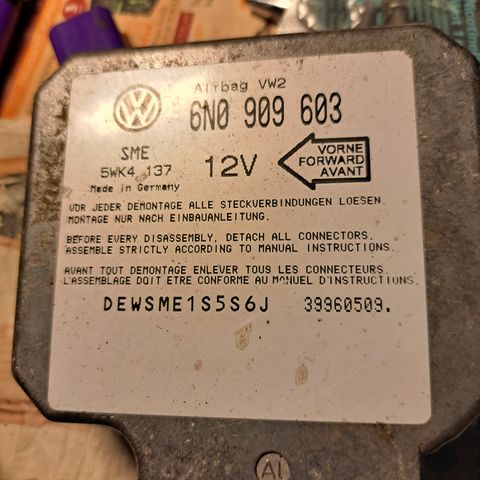 Airbag VW2
6N0 909 603
SME
5WK4 137
12V
VORNE
FORWARD
AVANT
Made in Germany
VOR JEDER DEMONTAGE ALLE STECKVERBINDUNGEN LOESEN.
MONTAGE NUR NACH EINBAUANLEITUNG.
BEFORE EVERY DISASSEMBLY, DETACH ALL CONNECTORS.
ASSEMBLE STRICTLY ACCORDING TO MANUAL INSTRUCTIONS.
AVANT TOUT DEMONTAGE ENLEVER TOUS LES CONNECTEURS.
L'ASSEMBLAGE DOIT ETRE CONFORME AU MANUEL D'INSTRUCTIONS.
DEWSME1S5S6J 39960509.
Al